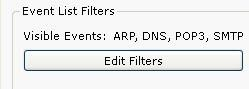 Event List Filters
Visible Events: ARP, DNS, POP3, SMTP
Edit Filters